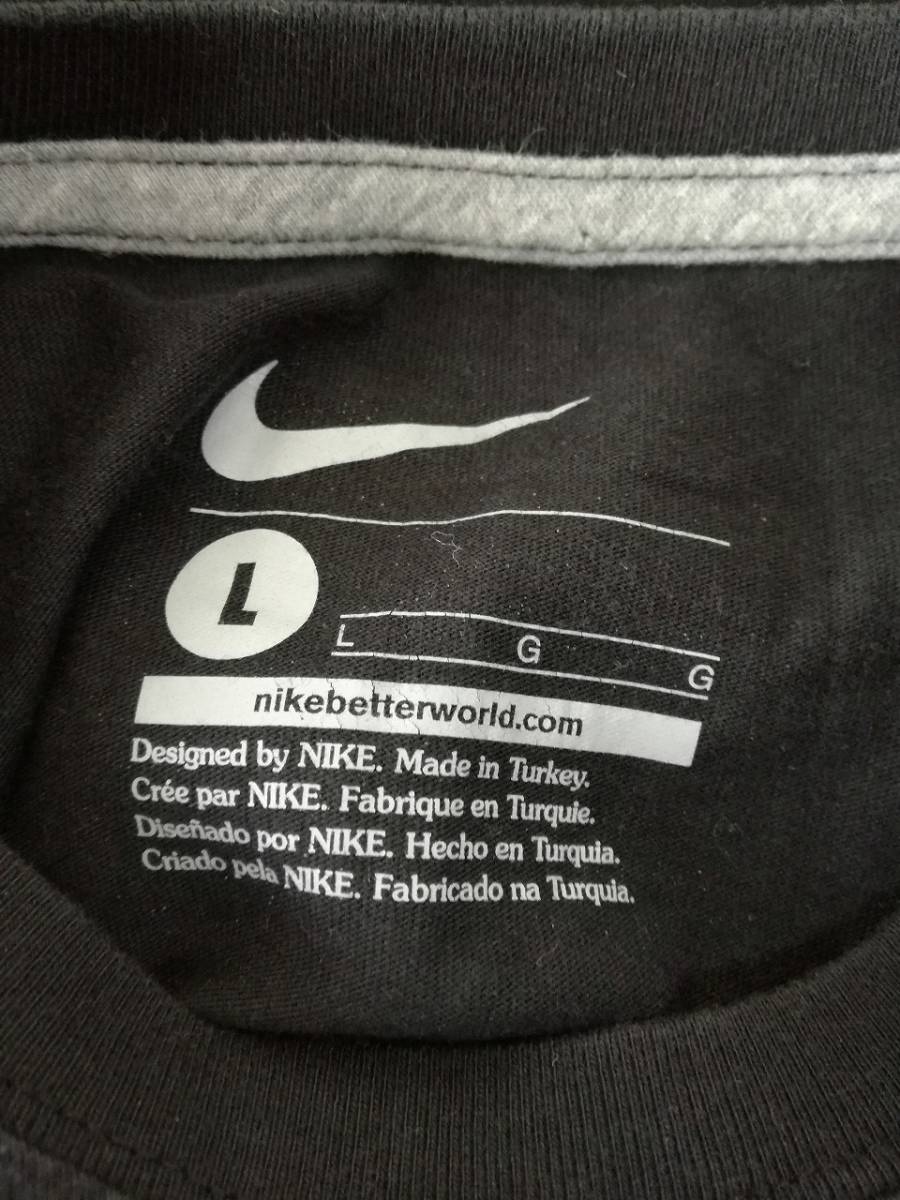 L
L G G
nikebetterworld.com
Designed by NIKE. Made in Turkey.
Crée par NIKE. Fabrique en Turquie.
Diseñado por NIKE. Hecho en Turquia.
Criado pela NIKE. Fabricado na Turquia.